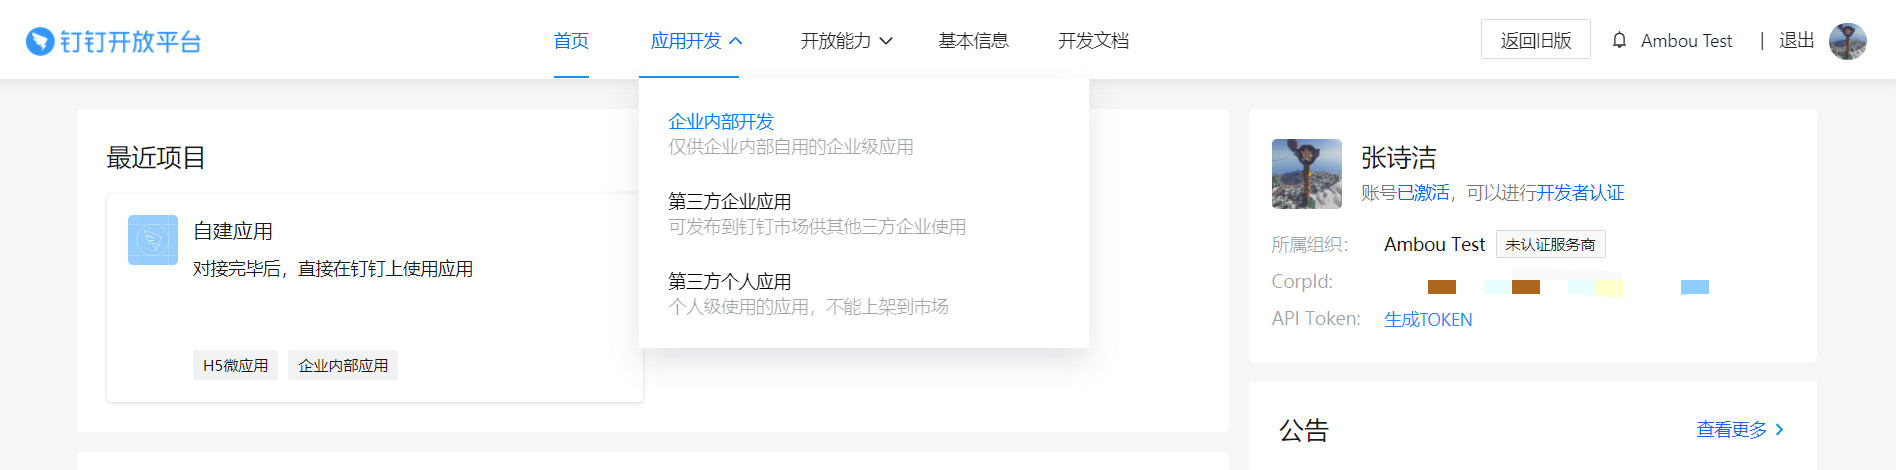 钉钉开放平台
首页
应用开发
开放能力
基本信息
开发文档
返回旧版
Ambou Test
|
退出
企业内部开发
仅供企业内部自用的企业级应用
第三方企业应用
可发布到钉钉市场供其他三方企业使用
第三方个人应用
个人级使用的应用，不能上架到市场
最近项目
自建应用
对接完毕后，直接在钉钉上使用应用
H5微应用
企业内部应用
张诗洁
账号已激活，可以进行开发者认证
所属组织：
Ambou Test
未认证服务商
CorpId:
API Token:
生成TOKEN
公告
查看更多